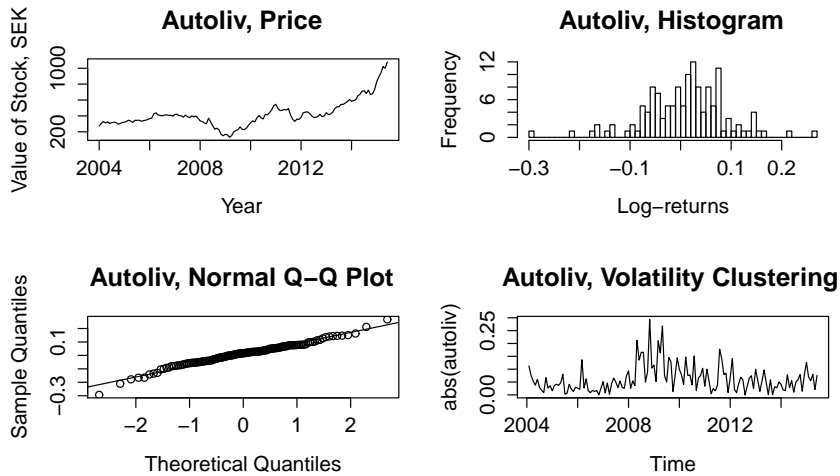 Autoliv, Price
Value of Stock, SEK
200
1000
2004
2008
2012
Year
Autoliv, Histogram
Frequency
0
6
12
−0.3
−0.1
0.1
0.2
Log−returns
Autoliv, Normal Q−Q Plot
Sample Quantiles
−0.3
0.1
−2
−1
0
1
2
Theoretical Quantiles
Autoliv, Volatility Clustering
abs(autoliv)
0.00
0.25
2004
2008
2012
Time